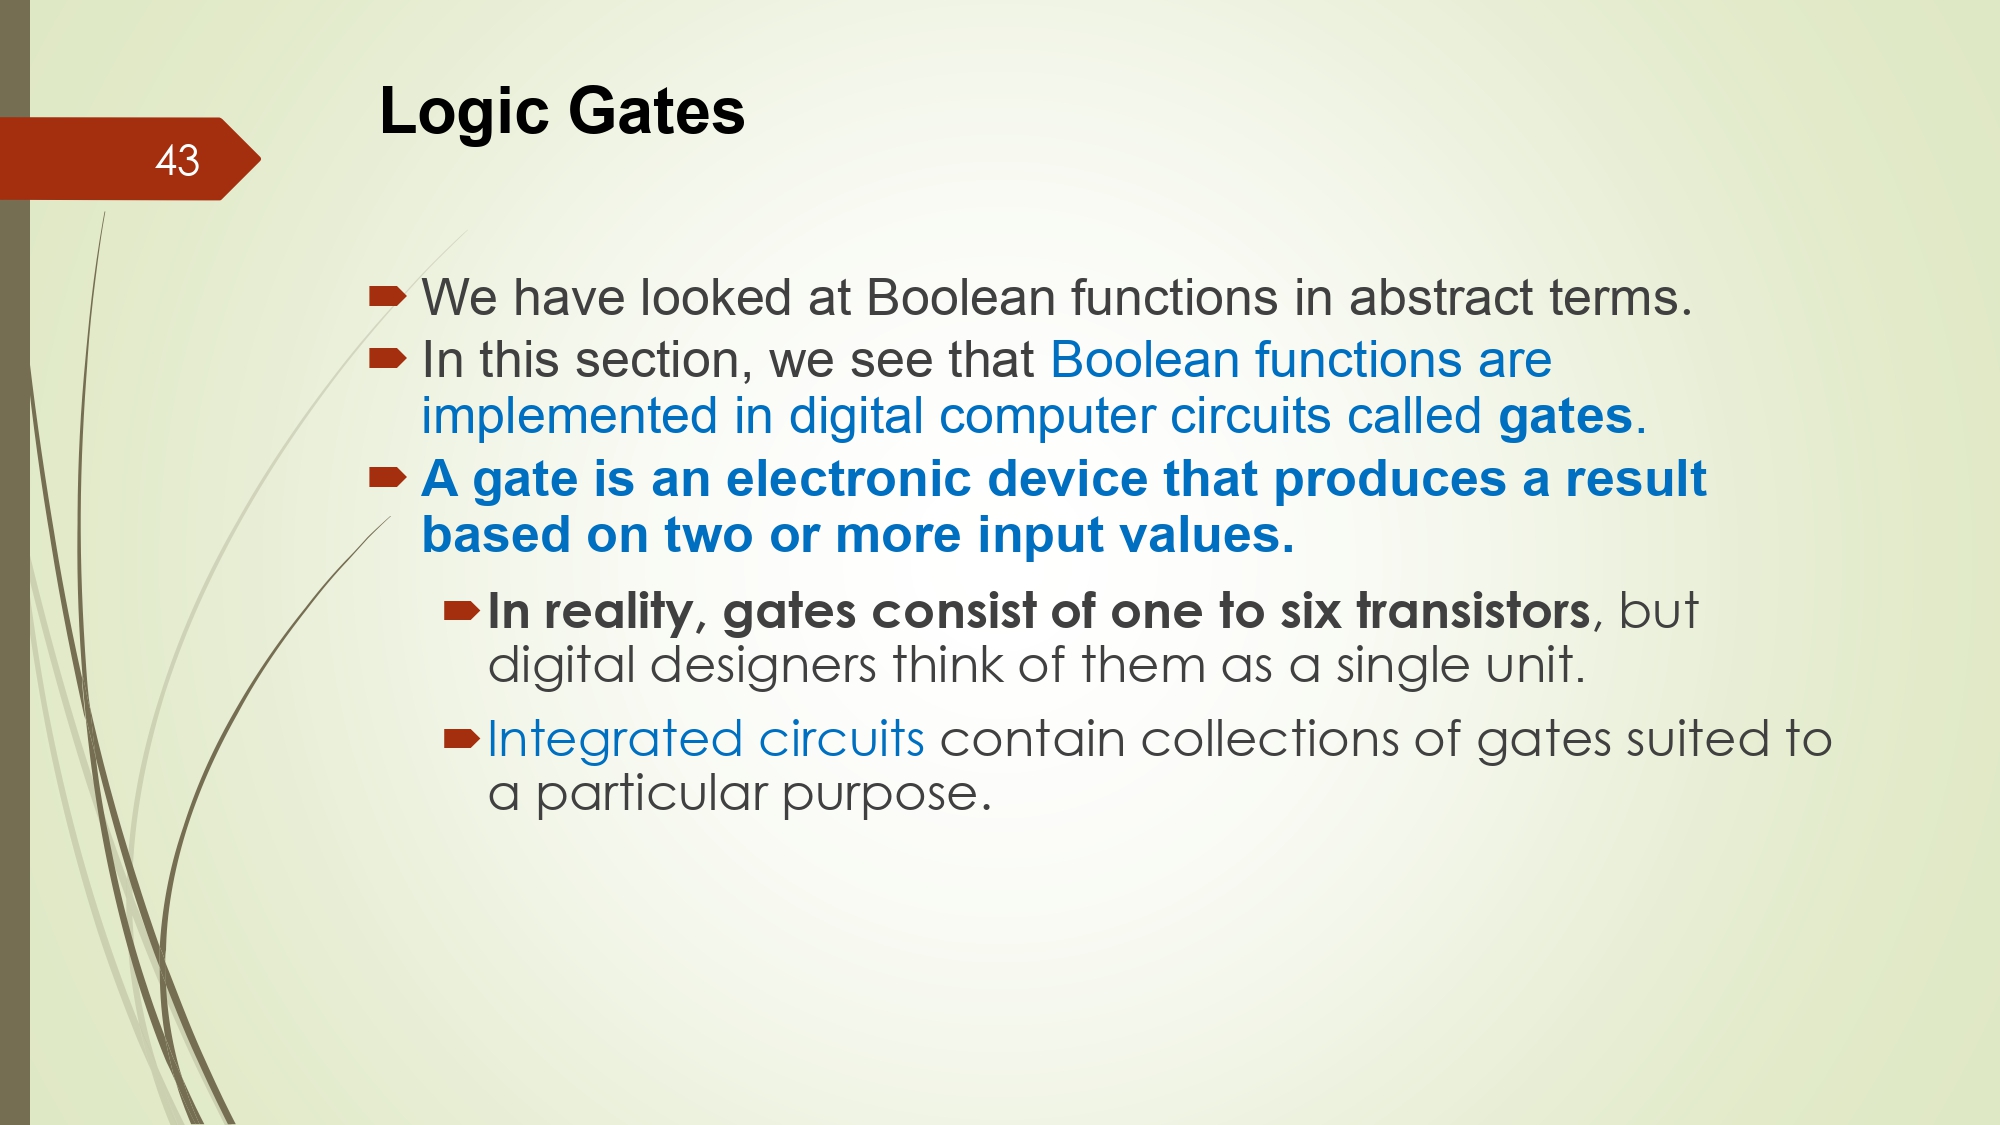 Logic Gates
43
We have looked at Boolean functions in abstract terms.
In this section, we see that Boolean functions are
implemented in digital computer circuits called gates.
A gate is an electronic device that produces a result
based on two or more input values.
In reality, gates consist of one to six transistors, but
digital designers think of them as a single unit.
Integrated circuits contain collections of gates suited to
a particular purpose.